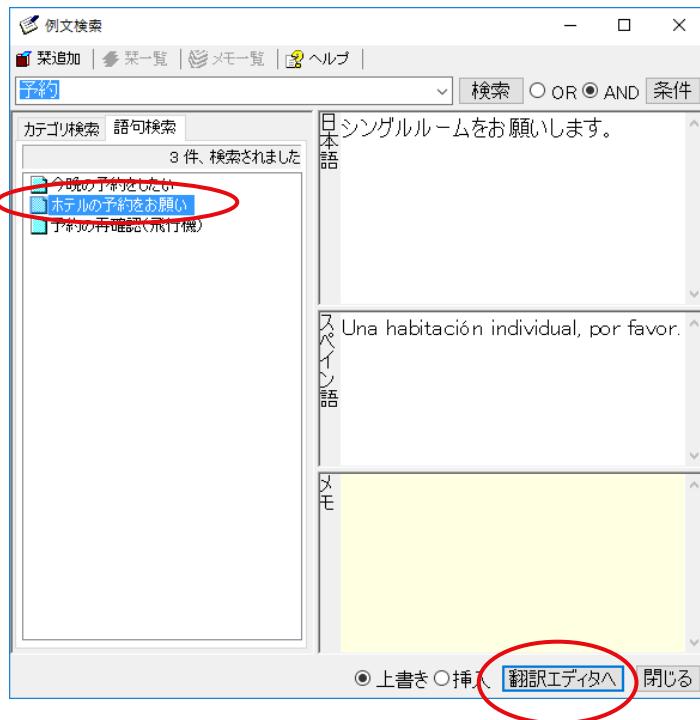 例文検索
栞追加 栞一覧 メモ一覧 ヘルプ
予約 検索 OR AND 条件
カテゴリ検索 語句検索
3 件、検索されました
今晩の予約をしたい
ホテルの予約をお願い
予約の再確認(飛行機)
日本語
シングルルームをお願いします。
スペイン語
Una habitación individual, por favor.
メモ
上書き 挿入 翻訳エディタへ 閉じる